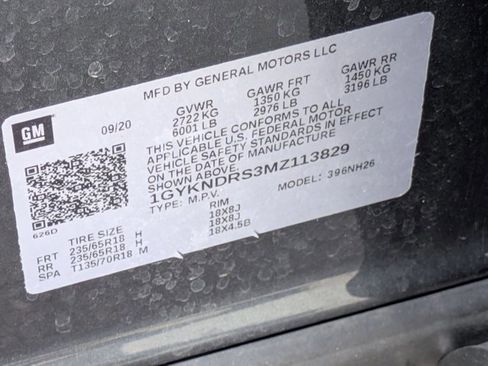 MFD BY GENERAL MOTORS LLC
GM
09/20
GVWR GAWR FRT GAWR RR
2722 KG 1350 KG 1450 KG
6001 LB 2976 LB 3196 LB
THIS VEHICLE CONFORMS TO ALL
APPLICABLE U.S. FEDERAL MOTOR
VEHICLE SAFETY STANDARDS IN EFFECT
ON THE DATE OF MANUFACTURE
SHOWN ABOVE.
1GYKNDRS3MZ113829
TYPE: M.P.V. MODEL: 396NH26
626D
TIRE SIZE RIM
FRT 235/65R18 H 18X8J
RR 235/65R18 H 18X8J
SPA T135/70R18 M 18X4.5B